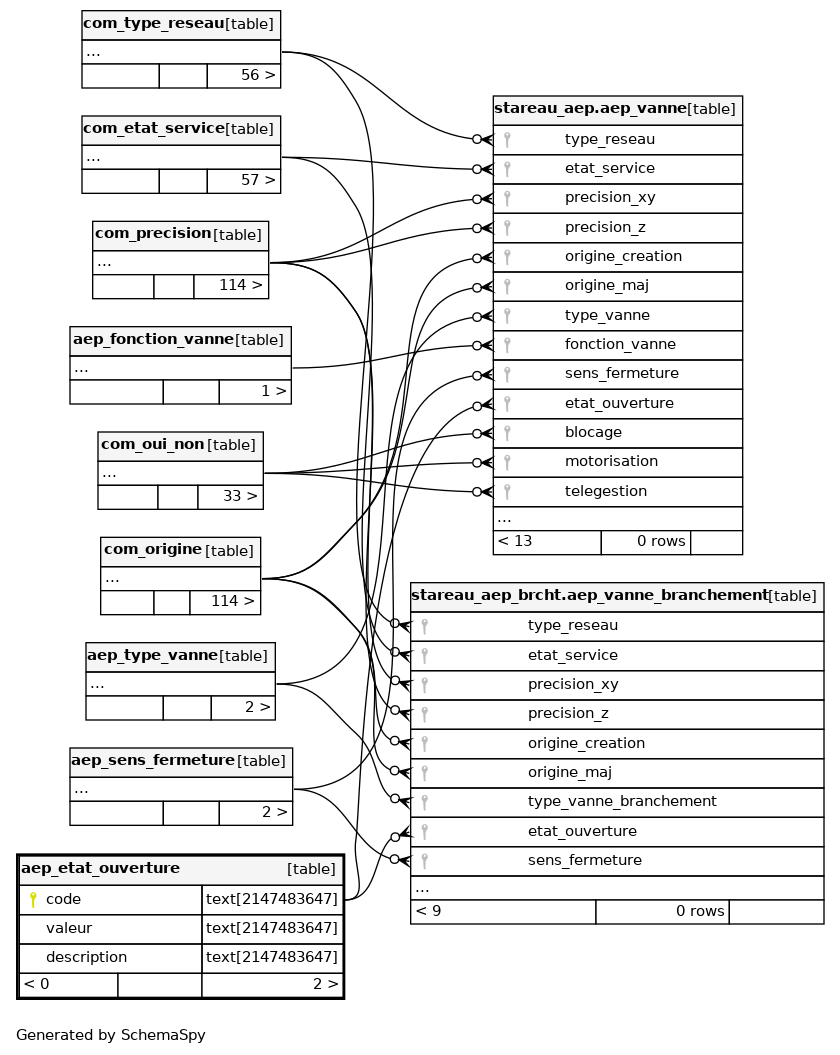 com_type_reseau [table]
...
56 >
com_etat_service [table]
...
57 >
com_precision [table]
...
114 >
aep_fonction_vanne [table]
...
1 >
com_oui_non [table]
...
33 >
com_origine [table]
...
114 >
aep_type_vanne [table]
...
2 >
aep_sens_fermeture [table]
...
2 >
aep_etat_ouverture [table]
code text[2147483647]
valeur text[2147483647]
description text[2147483647]
< 0 2 >
stareau_aep.aep_vanne [table]
type_reseau
etat_service
precision_xy
precision_z
origine_creation
origine_maj
type_vanne
fonction_vanne
sens_fermeture
etat_ouverture
blocage
motorisation
telegestion
...
< 13 0 rows
stareau_aep_brcht.aep_vanne_branchement [table]
type_reseau
etat_service
precision_xy
precision_z
origine_creation
origine_maj
type_vanne_branchement
etat_ouverture
sens_fermeture
...
< 9 0 rows
Generated by SchemaSpy